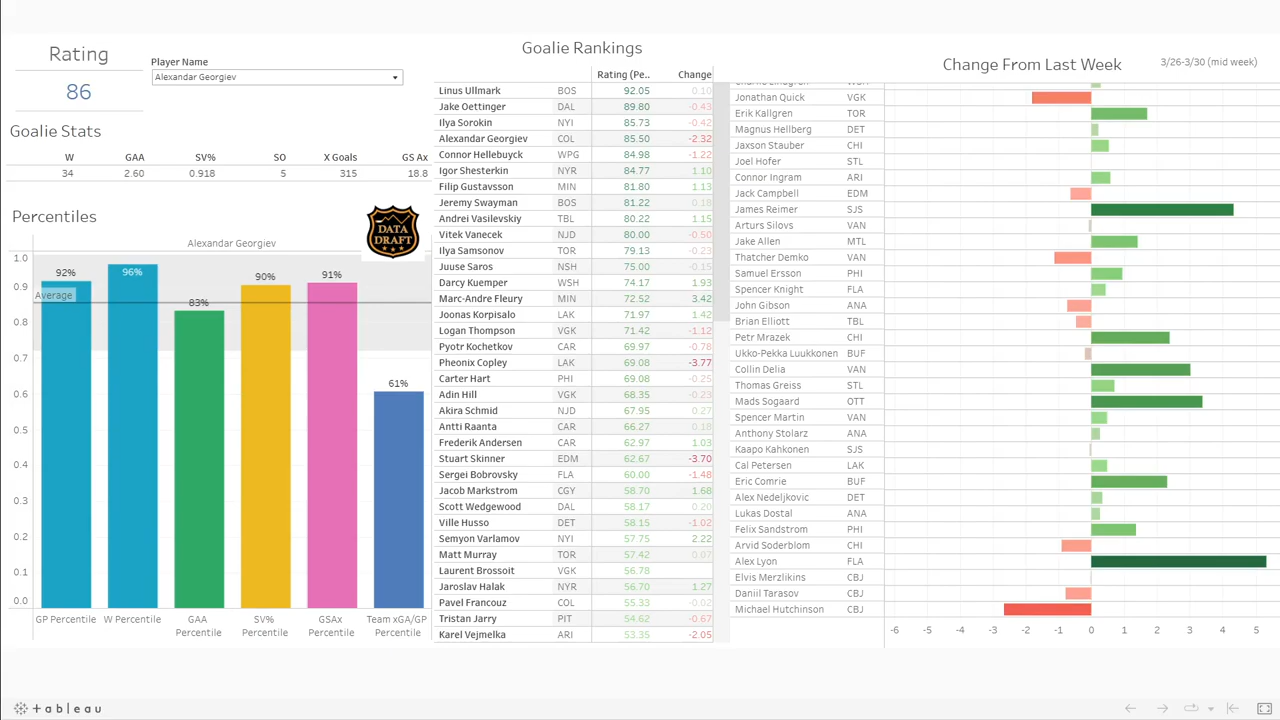 Rating
86
Player Name
Alexandar Georgiev
Goalie Stats
W GAA SV% SO X Goals GS Ax
34 2.60 0.918 5 315 18.8
Percentiles
DATA
DRAFT
Alexandar Georgiev
1.0
0.9
0.8
0.7
0.6
0.5
0.4
0.3
0.2
0.1
0.0
92%
96%
83%
90%
91%
61%
Average
GP Percentile
W Percentile
GAA
Percentile
SV%
Percentile
GSAx
Percentile
Team xGA/GP
Percentile
Goalie Rankings
Rating (Pe.. Change
Linus Ullmark BOS 92.05 0.10
Jake Oettinger DAL 89.80 -0.43
Ilya Sorokin NYI 85.73 -0.42
Alexandar Georgiev COL 85.50 -2.32
Connor Hellebuyck WPG 84.98 -1.22
Igor Shesterkin NYR 84.77 1.10
Filip Gustavsson MIN 81.80 1.13
Jeremy Swayman BOS 81.22 0.18
Andrei Vasilevskiy TBL 80.22 1.15
Vitek Vanecek NJD 80.00 -0.50
Ilya Samsonov TOR 79.13 -0.23
Juuse Saros NSH 75.00 -0.15
Darcy Kuemper WSH 74.17 1.93
Marc-Andre Fleury MIN 72.52 3.42
Joonas Korpisalo LAK 71.97 1.42
Logan Thompson VGK 71.42 -1.12
Pyotr Kochetkov CAR 69.97 -0.78
Pheonix Copley LAK 69.08 -3.77
Carter Hart PHI 69.08 -0.25
Adin Hill VGK 68.35 -0.23
Akira Schmid NJD 67.95 0.27
Antti Raanta CAR 66.27 0.18
Frederik Andersen CAR 62.97 1.03
Stuart Skinner EDM 62.67 -3.70
Sergei Bobrovsky FLA 60.00 -1.48
Jacob Markstrom CGY 58.70 1.68
Scott Wedgewood DAL 58.17 0.20
Ville Husso DET 58.15 -1.02
Semyon Varlamov NYI 57.75 2.22
Matt Murray TOR 57.42 0.07
Laurent Brossoit VGK 56.78
Jaroslav Halak NYR 56.70 1.27
Pavel Francouz COL 55.33 -0.02
Tristan Jarry PIT 54.62 -0.67
Karel Vejmelka ARI 53.35 -2.05
Change From Last Week
3/26-3/30 (mid week)
Jonathan Quick VGK
Erik Kallgren TOR
Magnus Hellberg DET
Jaxson Stauber CHI
Joel Hofer STL
Connor Ingram ARI
Jack Campbell EDM
James Reimer SJS
Arturs Silovs VAN
Jake Allen MTL
Thatcher Demko VAN
Samuel Ersson PHI
Spencer Knight FLA
John Gibson ANA
Brian Elliott TBL
Petr Mrazek CHI
Ukko-Pekka Luukkonen BUF
Collin Delia VAN
Thomas Greiss STL
Mads Sogaard OTT
Spencer Martin VAN
Anthony Stolarz ANA
Kaapo Kahkonen SJS
Cal Petersen LAK
Eric Comrie BUF
Alex Nedeljkovic DET
Lukas Dostal ANA
Felix Sandstrom PHI
Arvid Soderblom CHI
Alex Lyon FLA
Elvis Merzlikins CBJ
Daniil Tarasov CBJ
Michael Hutchinson CBJ
-6 -5 -4 -3 -2 -1 0 1 2 3 4 5
+ableau